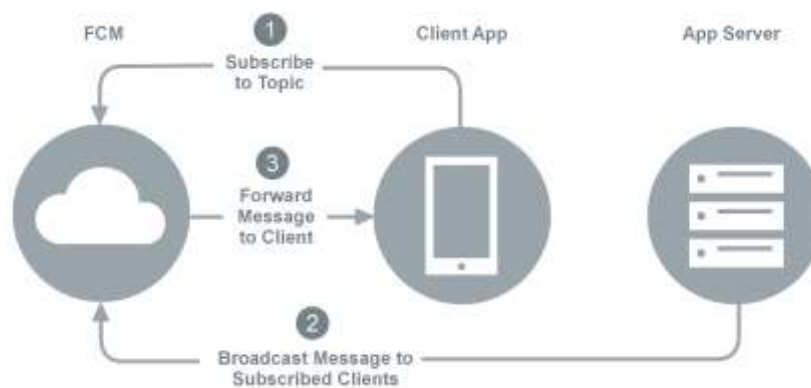 FCM
1
Client App
App Server
Subscribe
to Topic
3
Forward
Message
to Client
2
Broadcast Message to
Subscribed Clients